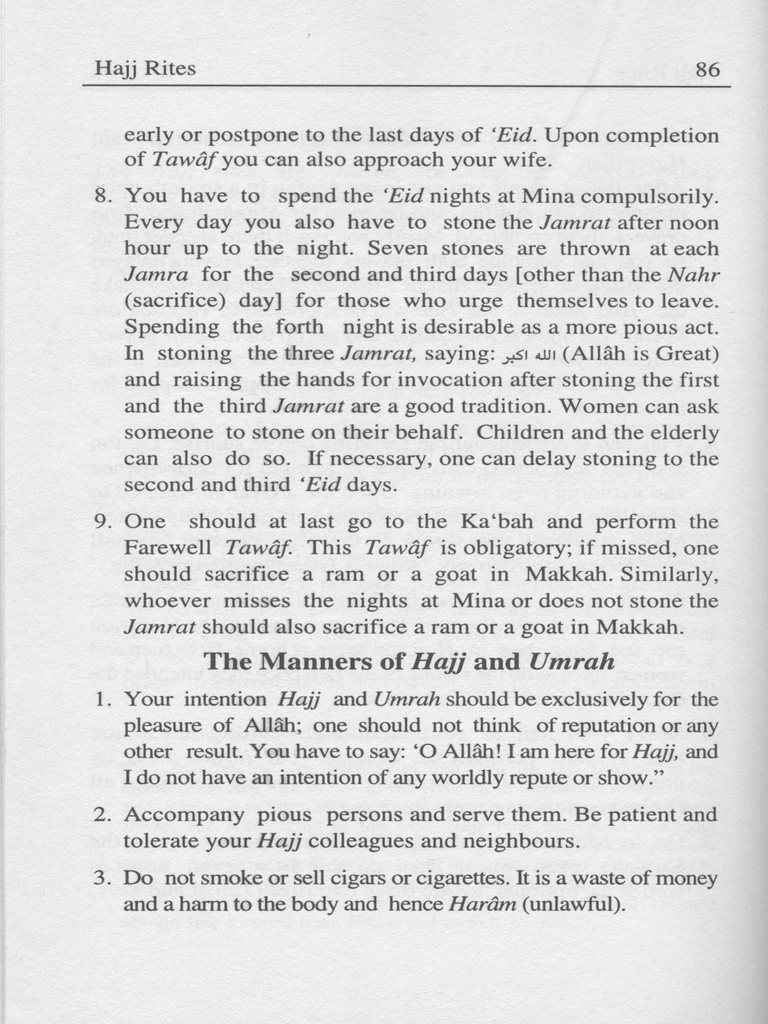 Hajj Rites 86
early or postpone to the last days of ‘Eid. Upon completion
of Tawâf you can also approach your wife.
8. You have to spend the ‘Eid nights at Mina compulsorily.
Every day you also have to stone the Jamrat after noon
hour up to the night. Seven stones are thrown at each
Jamra for the second and third days [other than the Nahr
(sacrifice) day] for those who urge themselves to leave.
Spending the forth night is desirable as a more pious act.
In stoning the three Jamrat, saying: الله اكبر (Allâh is Great)
and raising the hands for invocation after stoning the first
and the third Jamrat are a good tradition. Women can ask
someone to stone on their behalf. Children and the elderly
can also do so. If necessary, one can delay stoning to the
second and third ‘Eid days.
9. One should at last go to the Ka‘bah and perform the
Farewell Tawâf. This Tawâf is obligatory; if missed, one
should sacrifice a ram or a goat in Makkah. Similarly,
whoever misses the nights at Mina or does not stone the
Jamrat should also sacrifice a ram or a goat in Makkah.
The Manners of Hajj and Umrah
1. Your intention Hajj and Umrah should be exclusively for the
pleasure of Allâh; one should not think of reputation or any
other result. You have to say: ‘O Allâh! I am here for Hajj, and
I do not have an intention of any worldly repute or show.”
2. Accompany pious persons and serve them. Be patient and
tolerate your Hajj colleagues and neighbours.
3. Do not smoke or sell cigars or cigarettes. It is a waste of money
and a harm to the body and hence Harâm (unlawful).